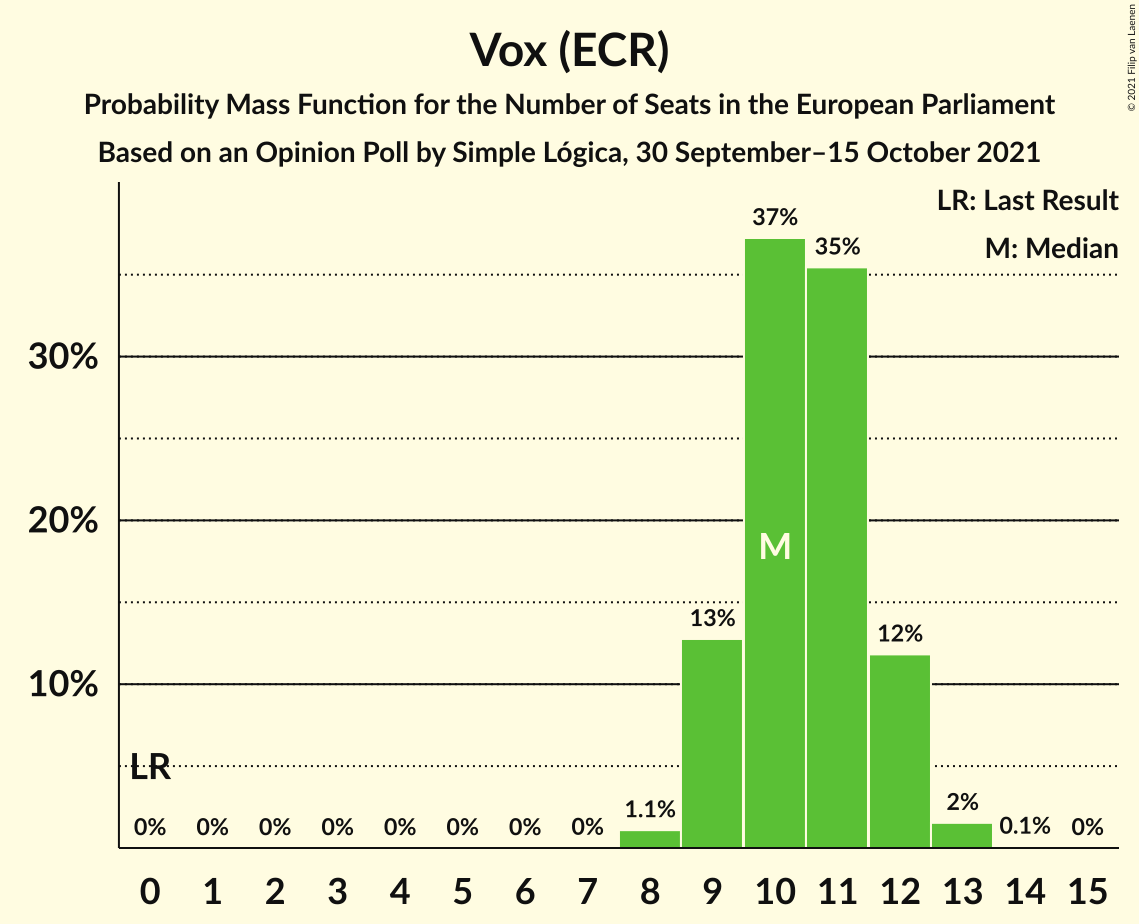 Vox (ECR)
Probability Mass Function for the Number of Seats in the European Parliament
Based on an Opinion Poll by Simple Lógica, 30 September–15 October 2021
© 2021 Filip van Laenen
LR: Last Result
M: Median
37%
35%
30%
20%
M
13%
12%
10%
LR
0% 0% 0% 0% 0% 0% 0% 0% 1.1% 2% 0.1% 0%
0 1 2 3 4 5 6 7 8 9 10 11 12 13 14 15